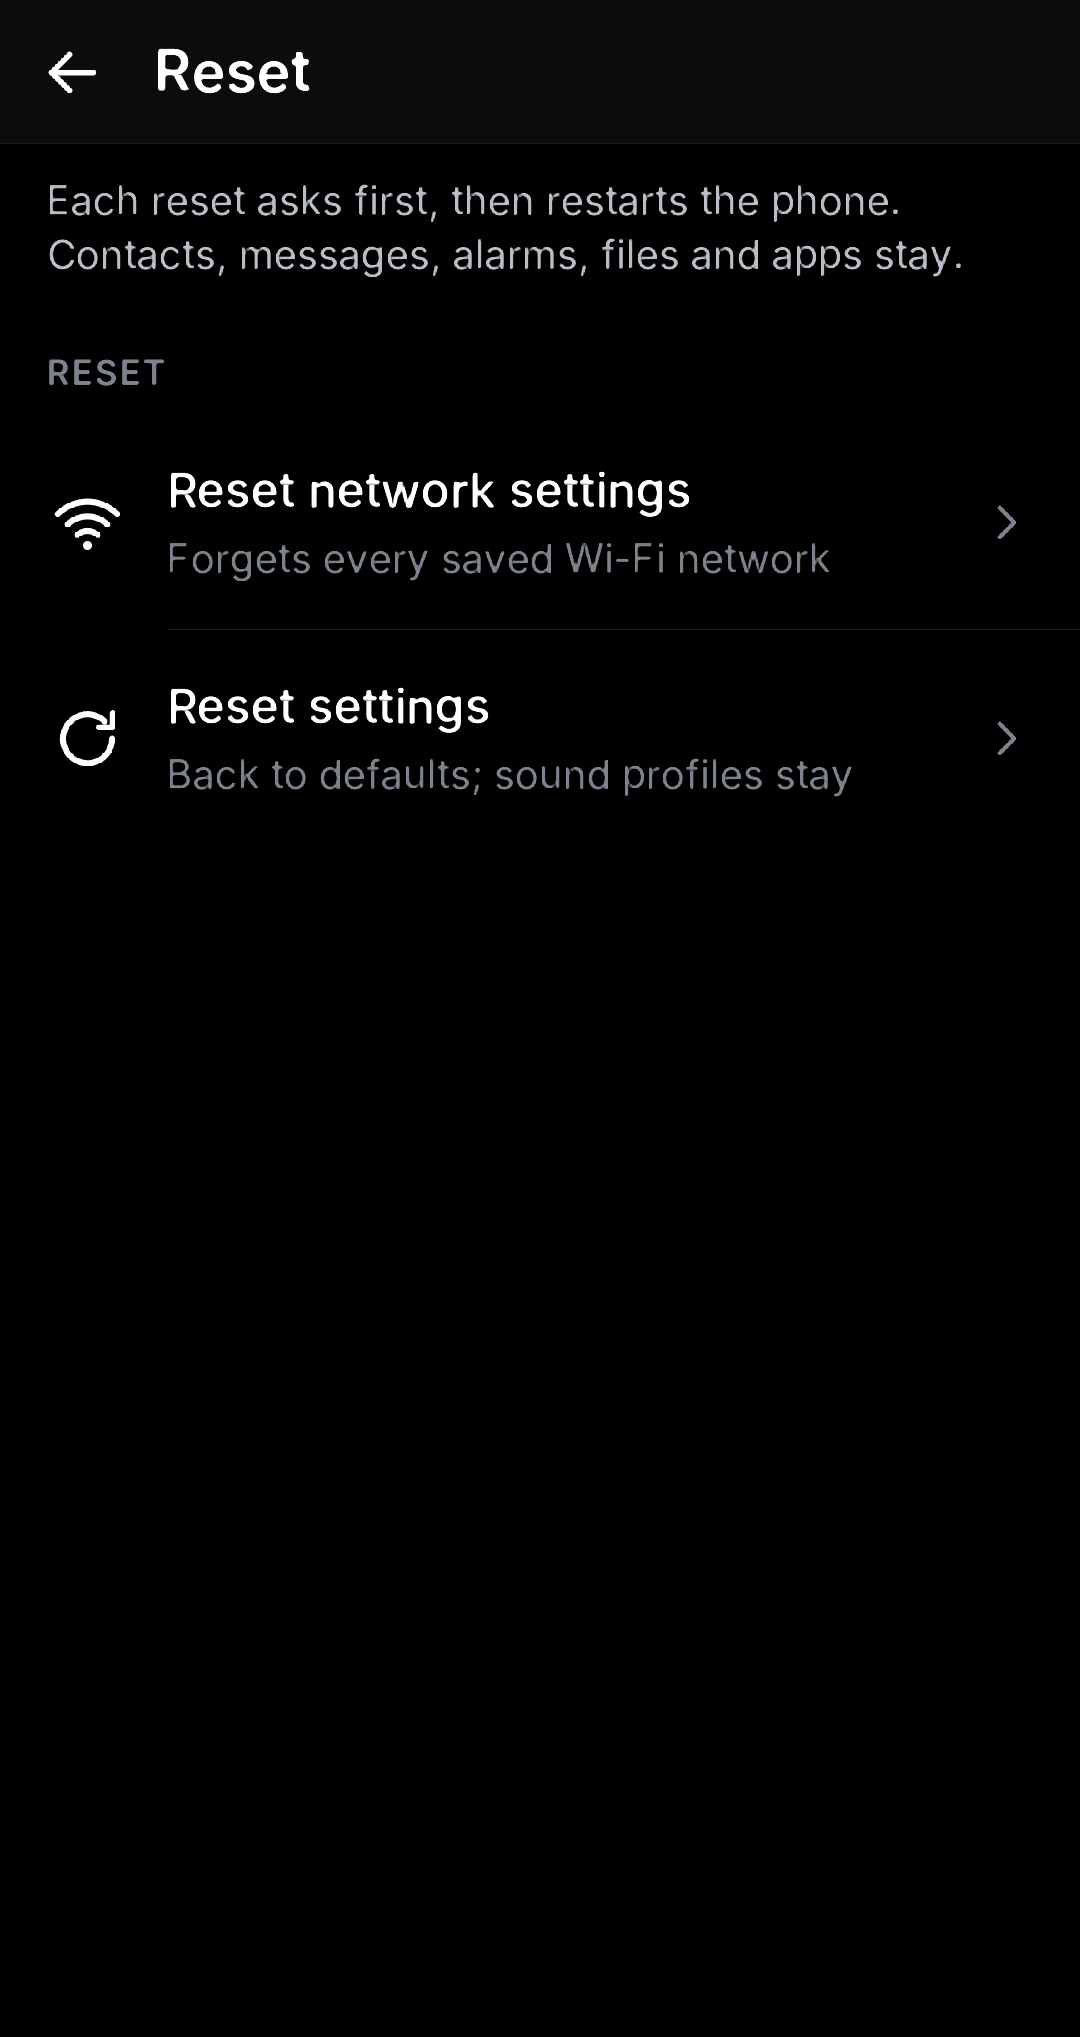 Reset
Each reset asks first, then restarts the phone.
Contacts, messages, alarms, files and apps stay.
RESET
Reset network settings
Forgets every saved Wi-Fi network
Reset settings
Back to defaults; sound profiles stay